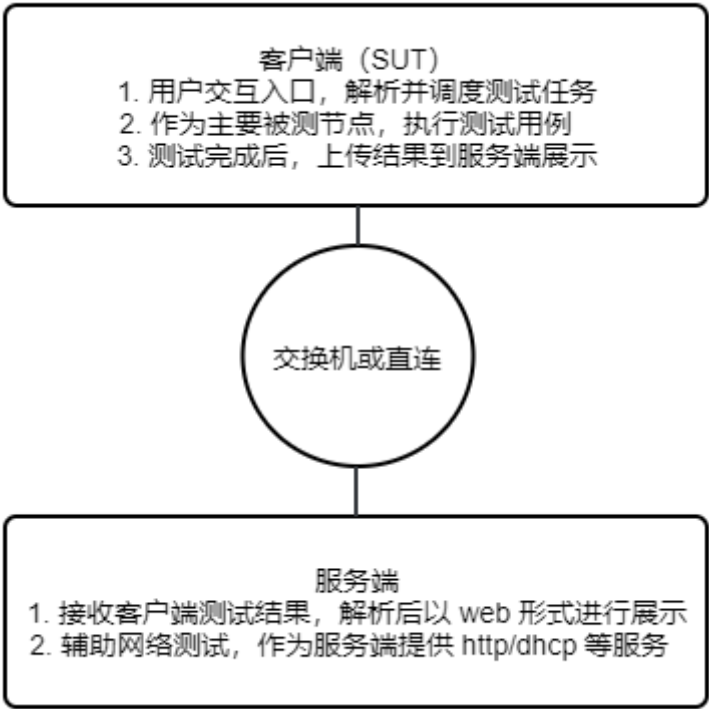 客户端（SUT）
1. 用户交互入口，解析并调度测试任务
2. 作为主要被测节点，执行测试用例
3. 测试完成后，上传结果到服务端展示
交换机或直连
服务端
1. 接收客户端测试结果，解析后以 web 形式进行展示
2. 辅助网络测试，作为服务端提供 http/dhcp 等服务